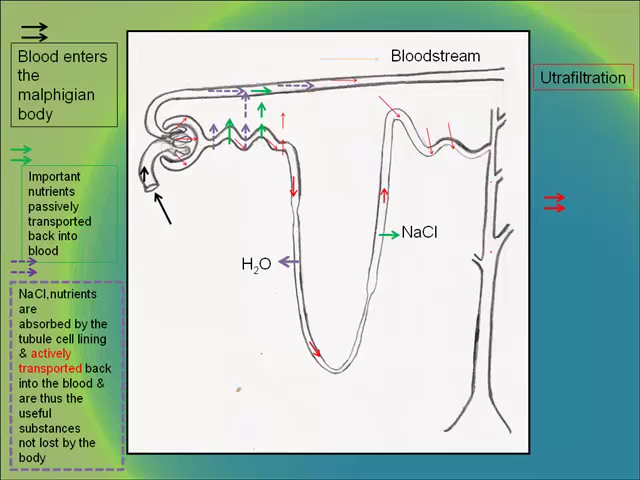 Blood enters
the
malphigian
body
Important
nutrients
passively
transported
back into
blood
NaCl,nutrients
are
absorbed by the
tubule cell lining
& actively
transported back
into the blood &
are thus the
useful
substances
not lost by the
body
Bloodstream
H₂O
NaCl
Utrafiltration